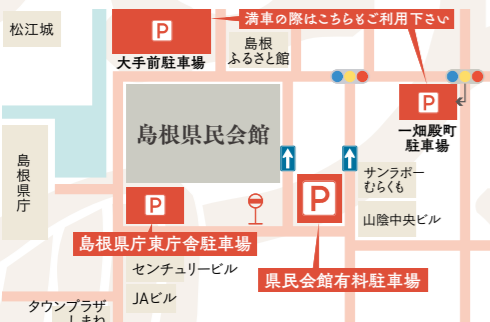 満車の際はこちらもご利用下さい
松江城
P
大手前駐車場
島根
ふるさと館
P
一畑殿町
駐車場
島根県民会館
島根県庁
サンラポー
むらくも
P
P
山陰中央ビル
島根県庁東庁舎駐車場
センチュリービル
県民会館有料駐車場
JAビル
タウンプラザ
しまね